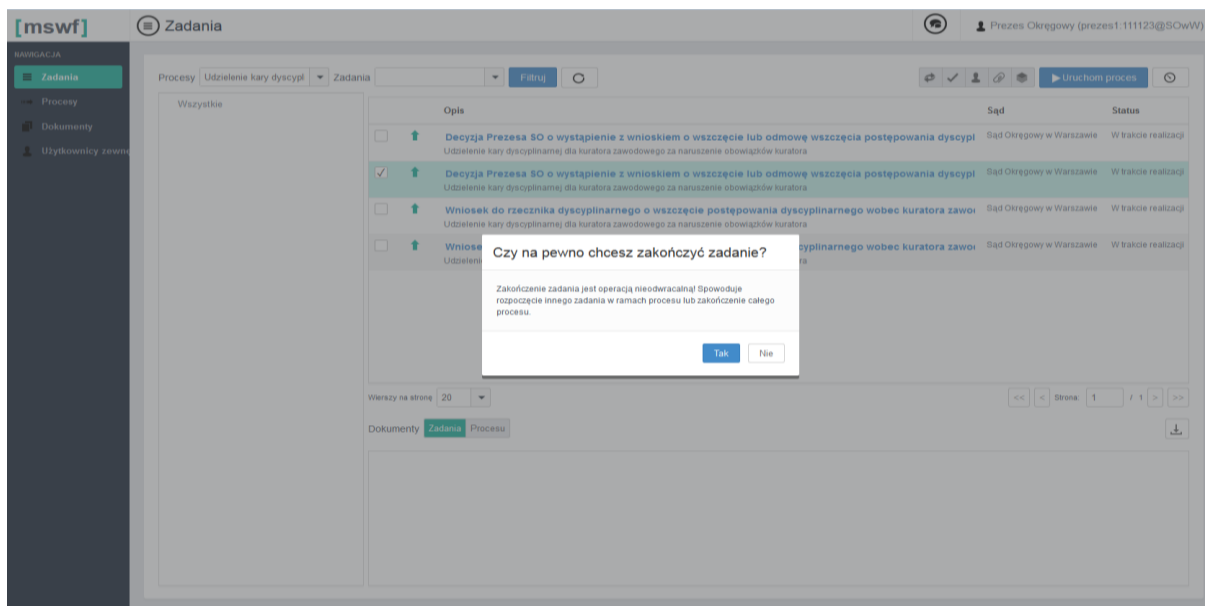 [mswf]
Zadania
Prezes Okręgowy (prezes1:111123@SOwW)
NAWIGACJA
Zadania
Procesy
Dokumenty
Użytkownicy zewnę
Procesy Udzielenie kary dyscypl Zadania Filtruj Uruchom proces
Wszystkie
Opis Sąd Status
Decyzja Prezesa SO o wystąpienie z wnioskiem o wszczęcie lub odmowę wszczęcia postępowania dyscypl Sąd Okręgowy w Warszawie W trakcie realizacji
Udzielenie kary dyscyplinarnej dla kuratora zawodowego za naruszenie obowiązków kuratora
Decyzja Prezesa SO o wystąpienie z wnioskiem o wszczęcie lub odmowę wszczęcia postępowania dyscypl Sąd Okręgowy w Warszawie W trakcie realizacji
Udzielenie kary dyscyplinarnej dla kuratora zawodowego za naruszenie obowiązków kuratora
Wniosek do rzecznika dyscyplinarnego o wszczęcie postępowania dyscyplinarnego wobec kuratora zawo Sąd Okręgowy w Warszawie W trakcie realizacji
Udzielenie kary dyscyplinarnej dla kuratora zawodowego za naruszenie obowiązków kuratora
Wniose cyplinarnego wobec kuratora zawo Sąd Okręgowy w Warszawie W trakcie realizacji
Udzieleni ra
Czy na pewno chcesz zakończyć zadanie?
Zakończenie zadania jest operacją nieodwracalną! Spowoduje
rozpoczęcie innego zadania w ramach procesu lub zakończenie całego
procesu.
Tak Nie
Wierszy na stronę 20 << < Strona: 1 / 1 > >>
Dokumenty Zadania Procesu